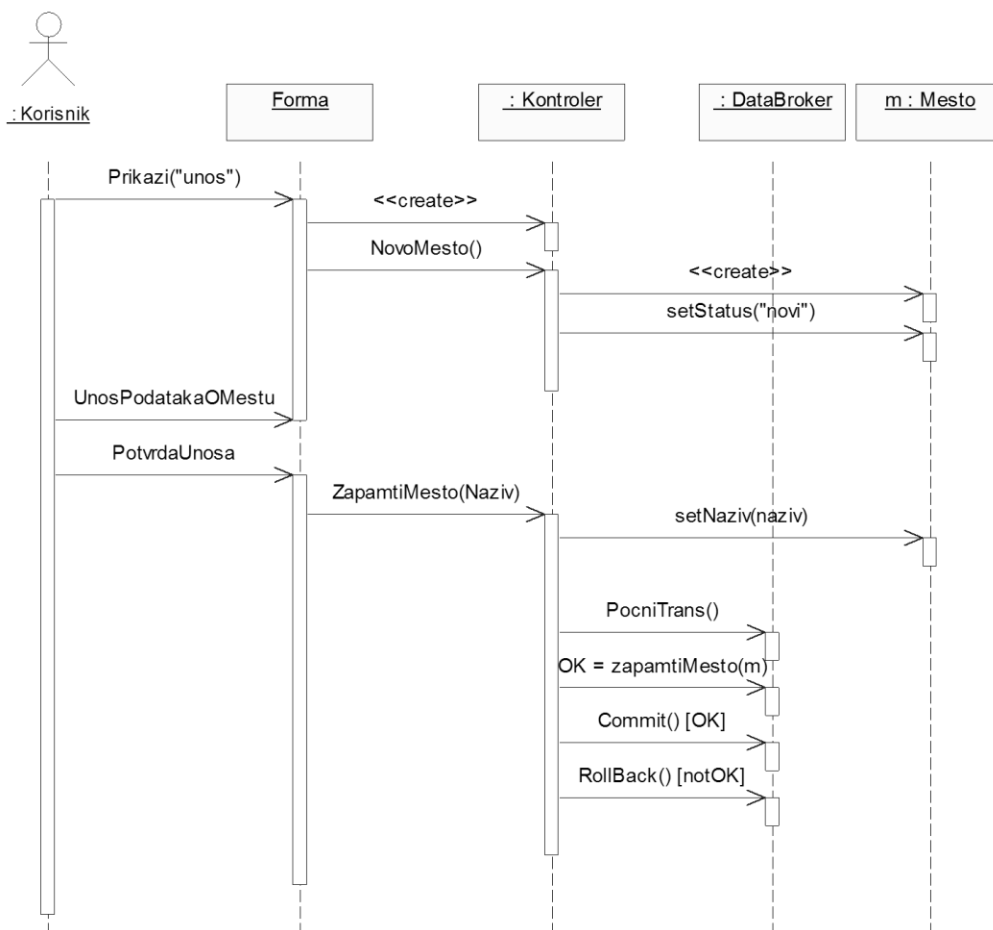 : Korisnik
Forma
: Kontroler
: DataBroker
m : Mesto
Prikazi("unos")
<<create>>
NovoMesto()
<<create>>
setStatus("novi")
UnosPodatakaOMestu
PotvrdaUnosa
ZapamtiMesto(Naziv)
setNaziv(naziv)
PocniTrans()
OK = zapamtiMesto(m)
Commit() [OK]
RollBack() [notOK]